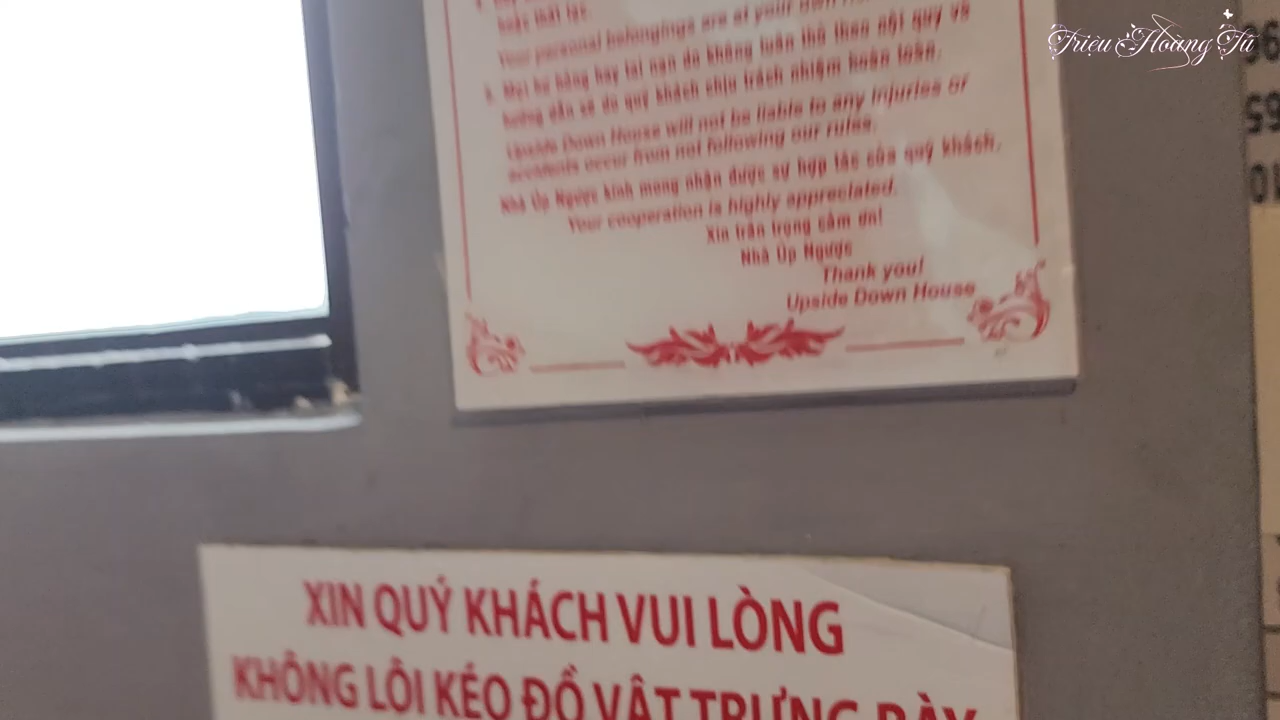 Triệu Hoàng Tú
hoặc thất lạc.
Your personal belongings are at your own
Mọi hư hỏng hay tai nạn do không tuân thủ theo nội quy và
hướng dẫn sẽ do quý khách chịu trách nhiệm hoàn toàn.
Upside Down House will not be liable to any injuries or
accidents occur from not following our rules.
Nhà Úp Ngược kính mong nhận được sự hợp tác của quý khách.
Your cooperation is highly appreciated.
Xin trân trọng cảm ơn!
Nhà Úp Ngược
Thank you!
Upside Down House
XIN QUÝ KHÁCH VUI LÒNG
KHÔNG LÔI KÉO ĐỒ VẬT TRƯNG BÀY